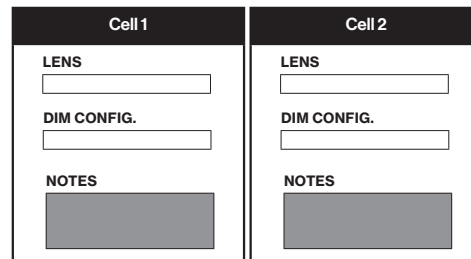 Cell 1
LENS
DIM CONFIG.
NOTES
Cell 2
LENS
DIM CONFIG.
NOTES